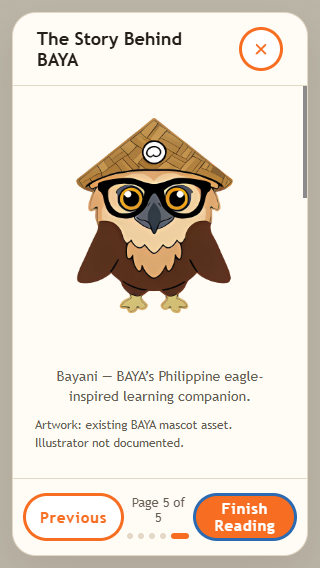 The Story Behind
BAYA
Bayani — BAYA's Philippine eagle-
inspired learning companion.
Artwork: existing BAYA mascot asset.
Illustrator not documented.
Previous
Page 5 of
5
Finish
Reading